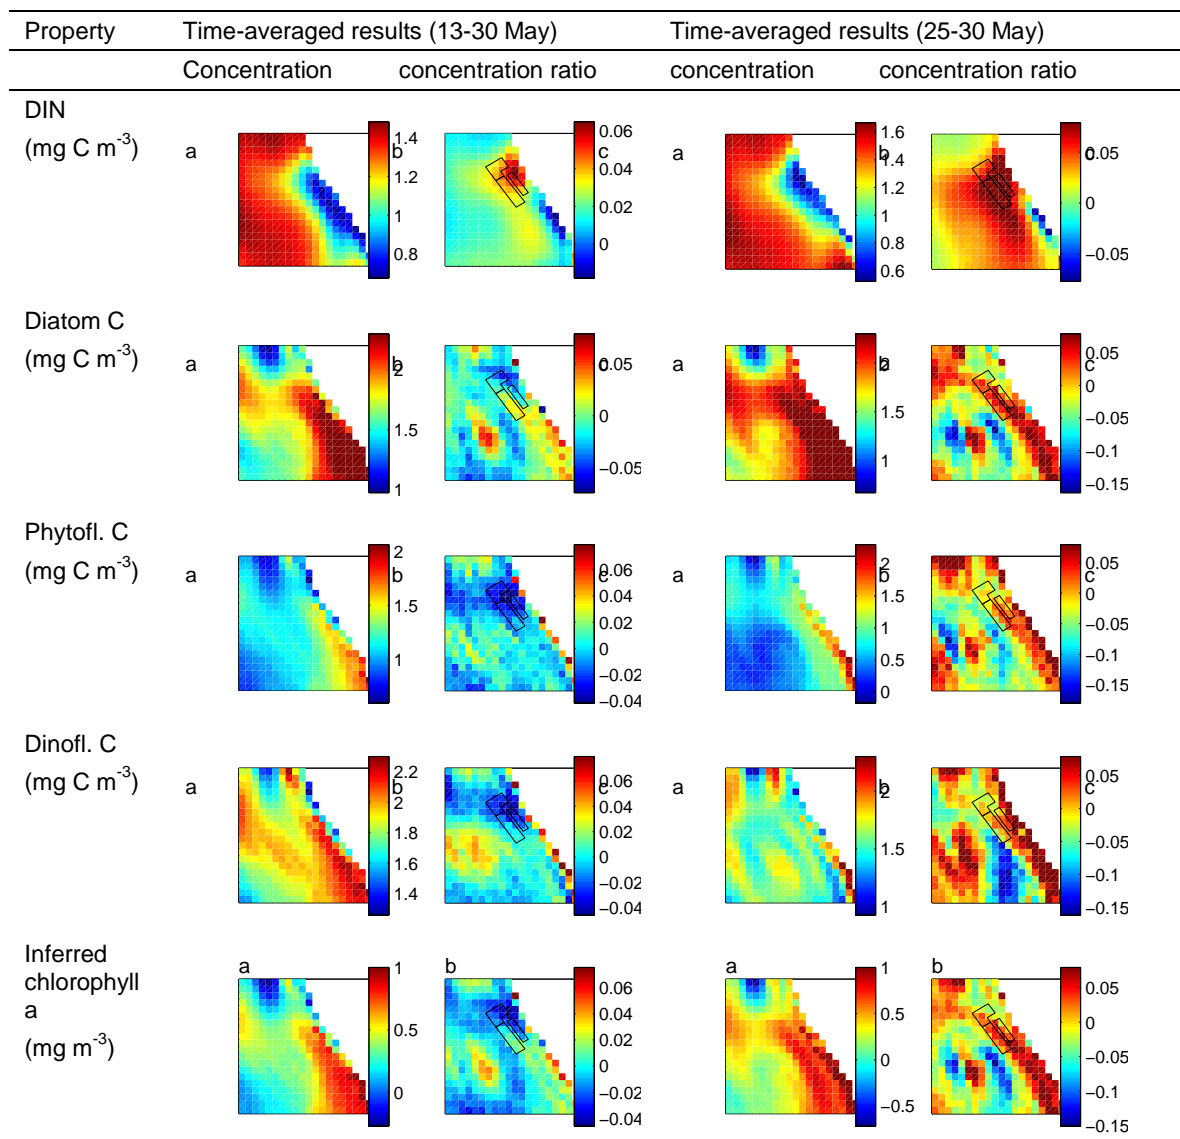 Property Time-averaged results (13-30 May) Time-averaged results (25-30 May)
Concentration concentration ratio concentration concentration ratio
DIN
(mg C m-3)
a
1.4
b
1.2
1
0.8
0.06
c
0.04
0.02
0
a
1.6
b
1.4
1.2
1
0.8
0.6
0.05
0
−0.05
Diatom C
(mg C m-3)
a
b
2
1.5
1
0.05
0
−0.05
a
b
2
1.5
1
0.05
c
0
−0.05
−0.1
−0.15
Phytofl. C
(mg C m-3)
a
2
b
1.5
1
0.06
c
0.04
0.02
0
−0.02
−0.04
a
2
b
1.5
1
0.5
0
0.05
c
0
−0.05
−0.1
−0.15
Dinofl. C
(mg C m-3)
a
2.2
b
2
1.8
1.6
1.4
0.06
c
0.04
0.02
0
−0.02
−0.04
a
b
2
1.5
1
0.05
c
0
−0.05
−0.1
−0.15
Inferred
chlorophyll
a
(mg m-3)
a
1
0.5
0
b
0.06
0.04
0.02
0
−0.02
−0.04
a
1
0.5
0
−0.5
b
0.05
0
−0.05
−0.1
−0.15